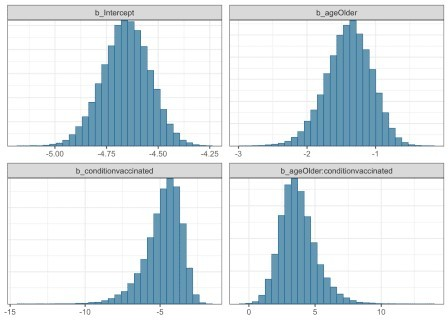 b_Intercept
b_ageOlder
-5.00 -4.75 -4.50 -4.25
-3 -2 -1
b_conditionvaccinated
b_ageOlder:conditionvaccinated
-15 -10 -5
0 5 10